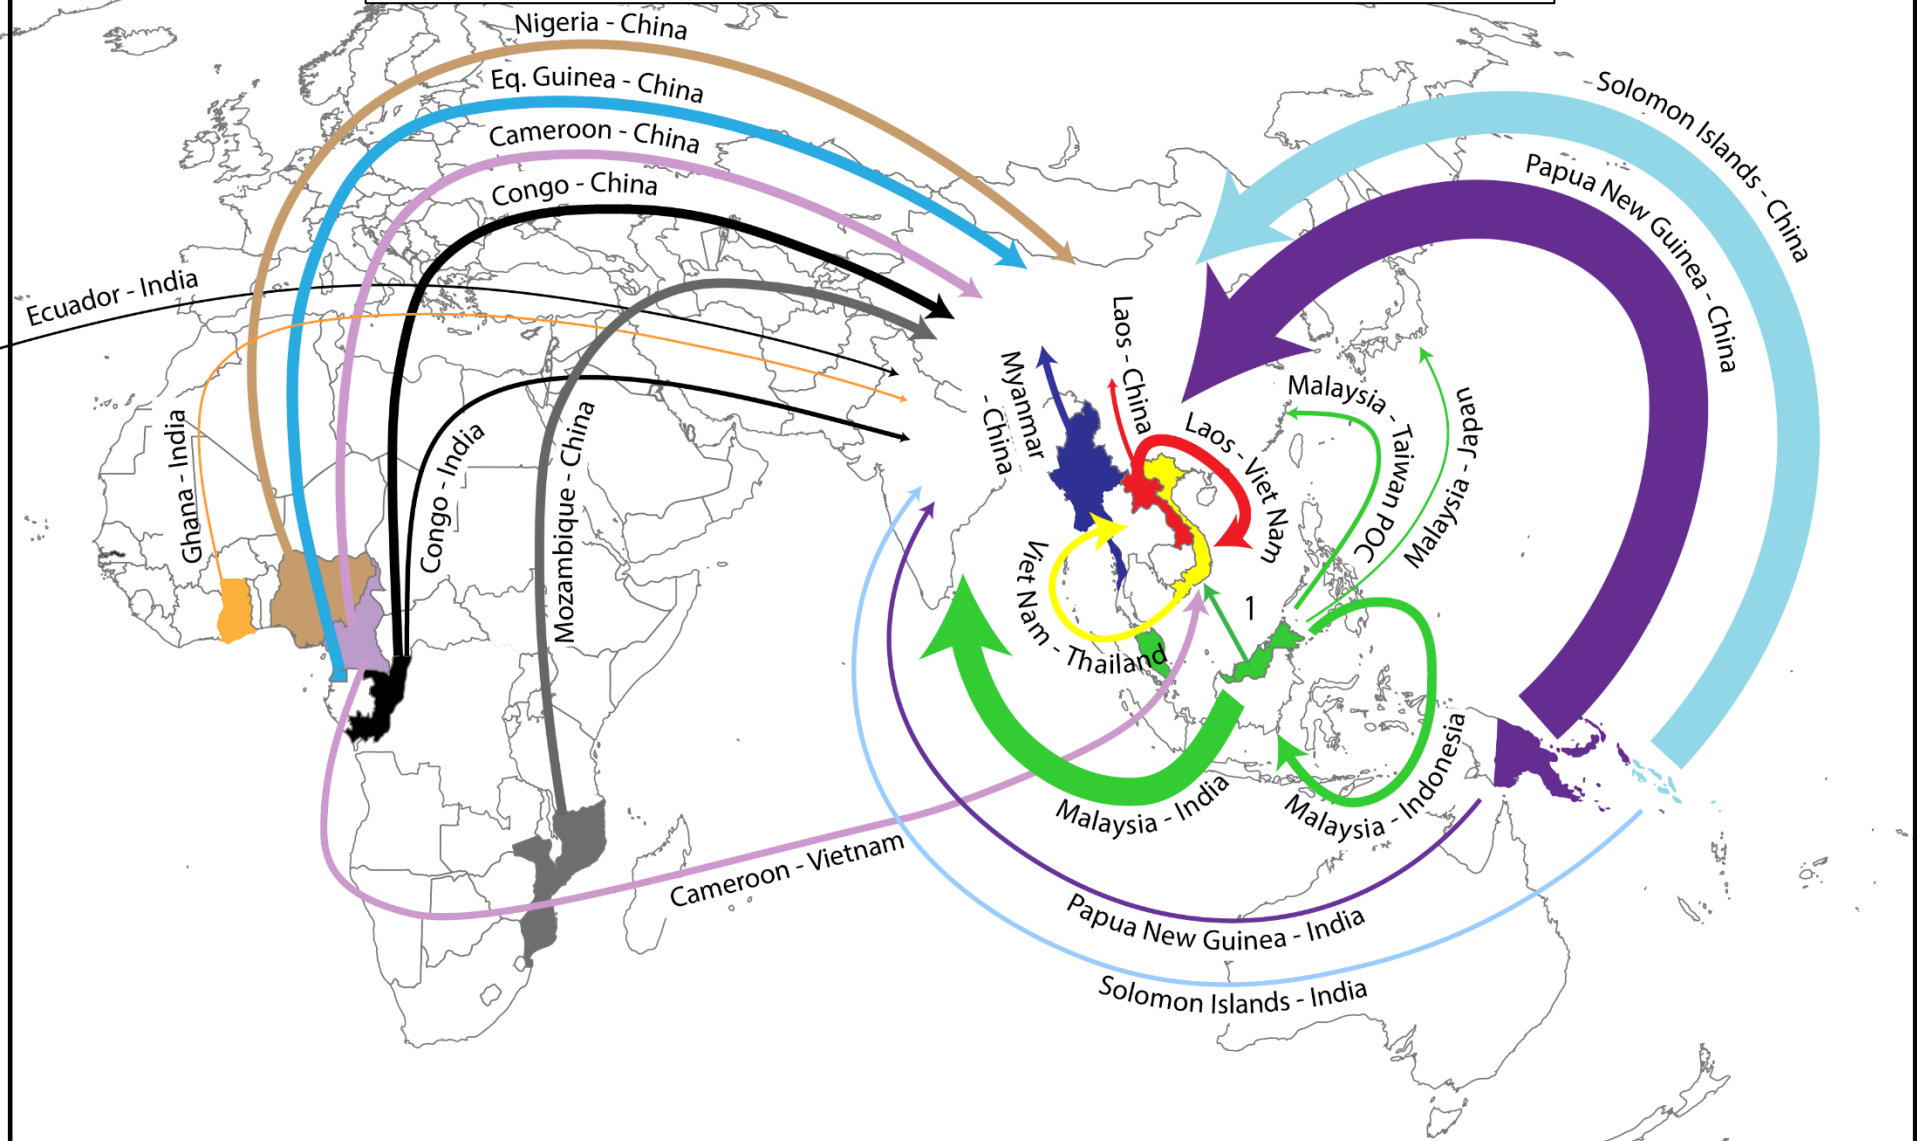 Nigeria - China
Eq. Guinea - China
Cameroon - China
Congo - China
Ecuador - India
Ghana - India
Congo - India
Mozambique - China
Cameroon - Vietnam
Myanmar
- China
Laos - China
Laos - Viet Nam
Viet Nam - Thailand
1
Malaysia - Taiwan POC
Malaysia - Japan
Malaysia - India
Malaysia - Indonesia
Papua New Guinea - India
Solomon Islands - India
Papua New Guinea - China
Solomon Islands - China